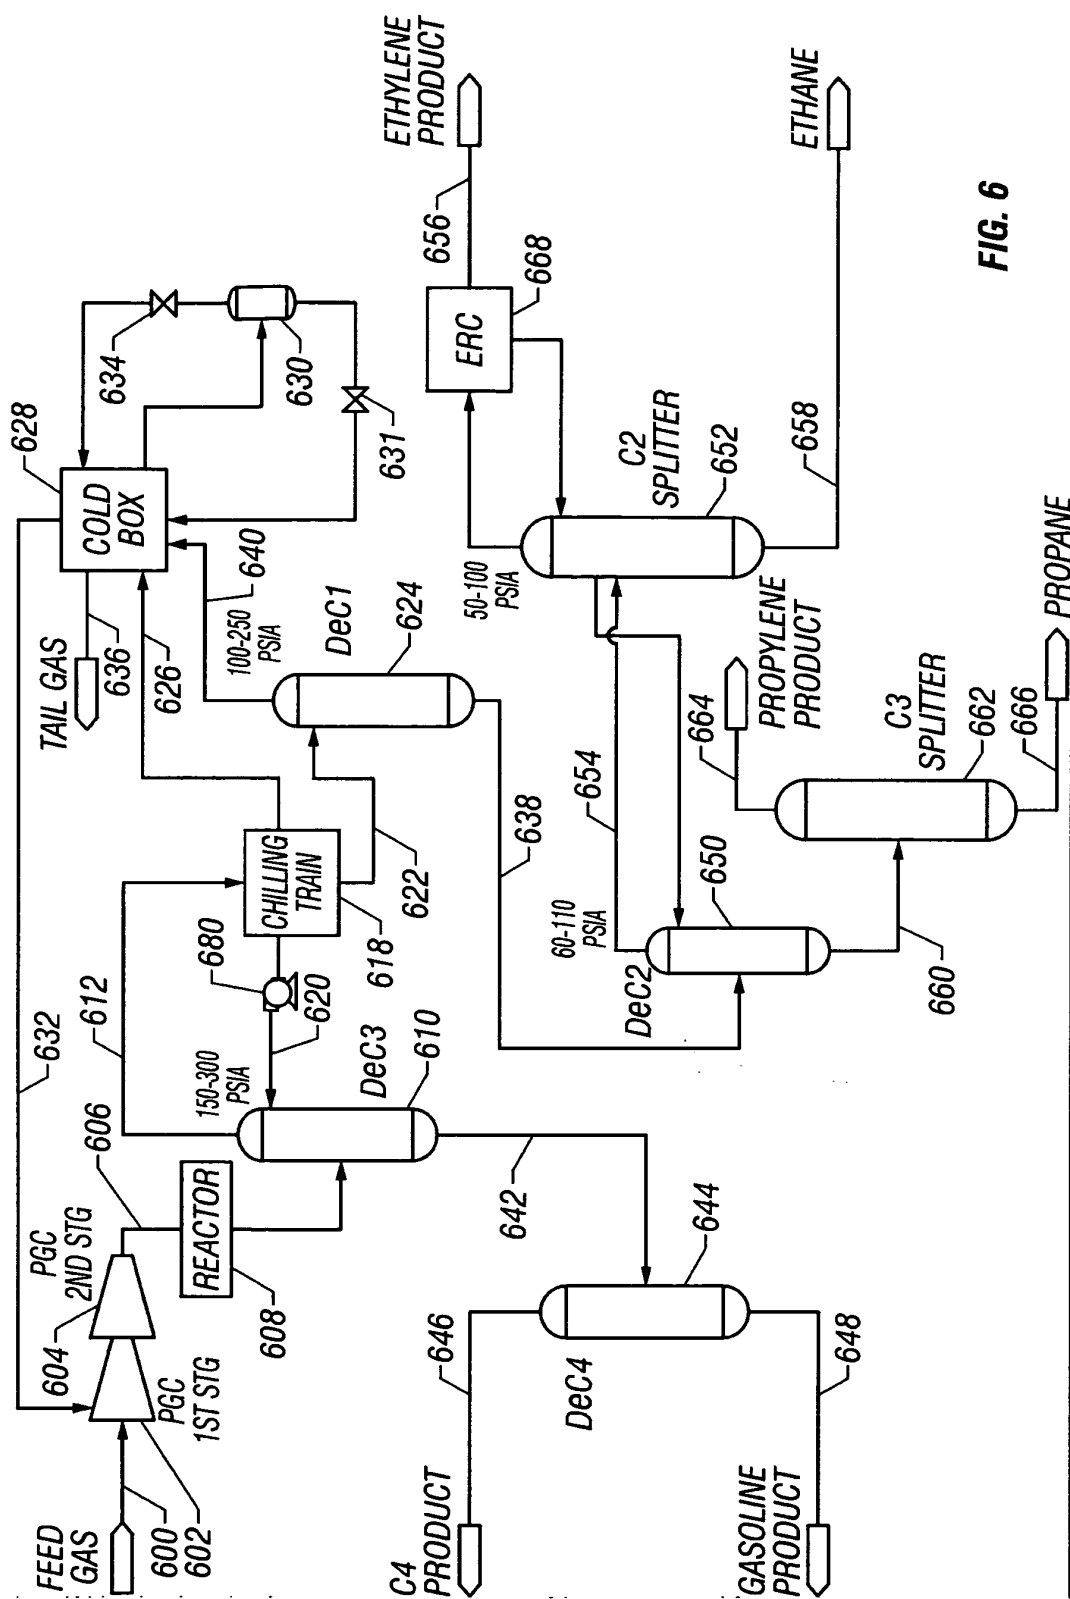 FEED
GAS
600
602
604
PGC
1ST STG
PGC
2ND STG
606
REACTOR
608
632
612
150-300
PSIA
DeC3
610
680
620
CHILLING
TRAIN
618
622
626
TAIL GAS
636
COLD
BOX
628
634
630
631
640
100-250
PSIA
DeC1
624
638
642
DeC4
644
646
C4
PRODUCT
648
GASOLINE
PRODUCT
60-110
PSIA
DeC2
650
654
660
50-100
PSIA
C2
SPLITTER
652
ERC
668
656
ETHYLENE
PRODUCT
658
ETHANE
664
PROPYLENE
PRODUCT
C3
SPLITTER
662
666
PROPANE
FIG. 6